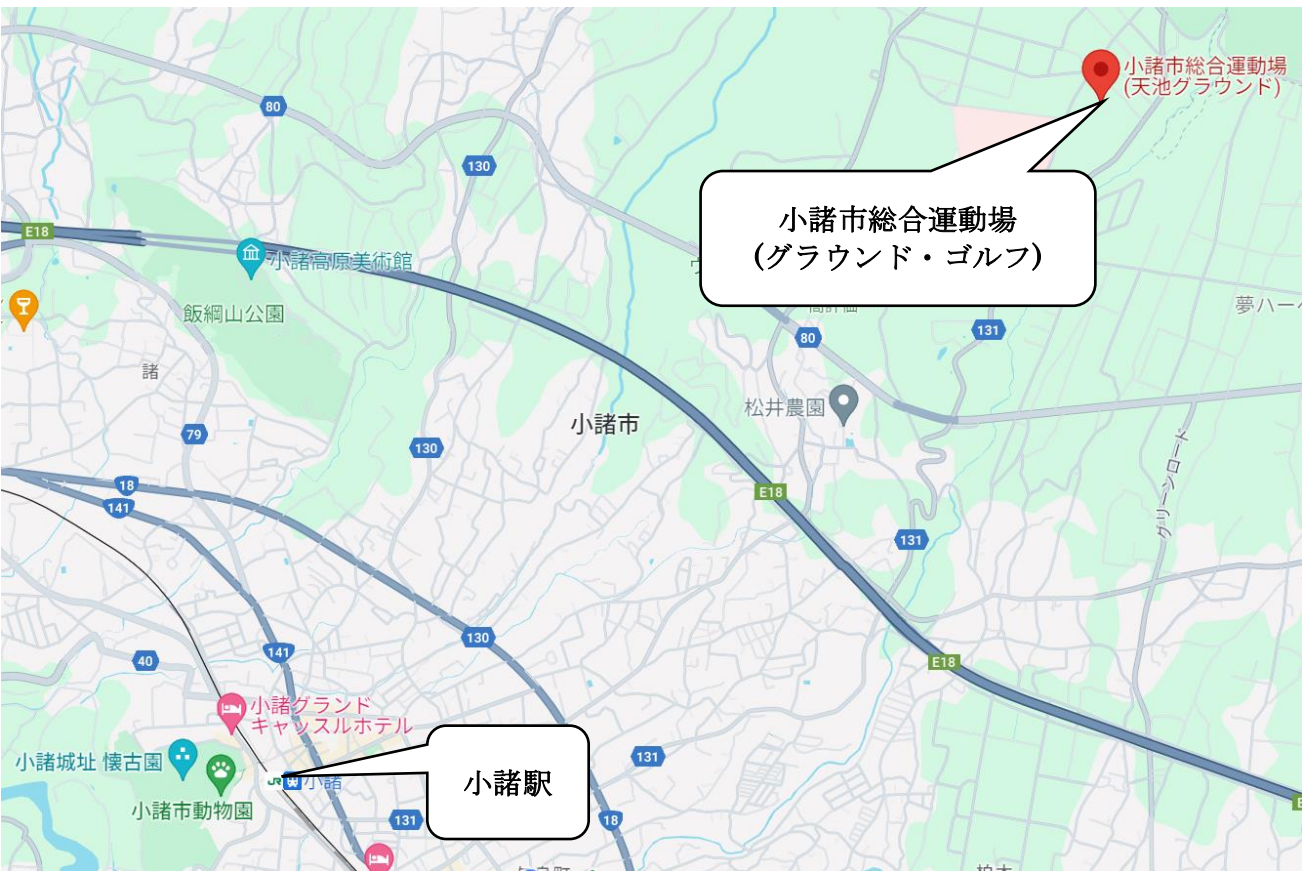 小諸市総合運動場
(天池グラウンド)
80
130
小諸市総合運動場
(グラウンド・ゴルフ)
E18
小諸高原美術館
飯綱山公園
夢ハー
131
80
諸
松井農園
小諸市
79
130
グリーンロード
18
E18
141
131
130
141
40
E18
小諸グランド
キャッスルホテル
小諸城址 懐古園
131
小諸駅
JR
小諸
小諸市動物園
131
18